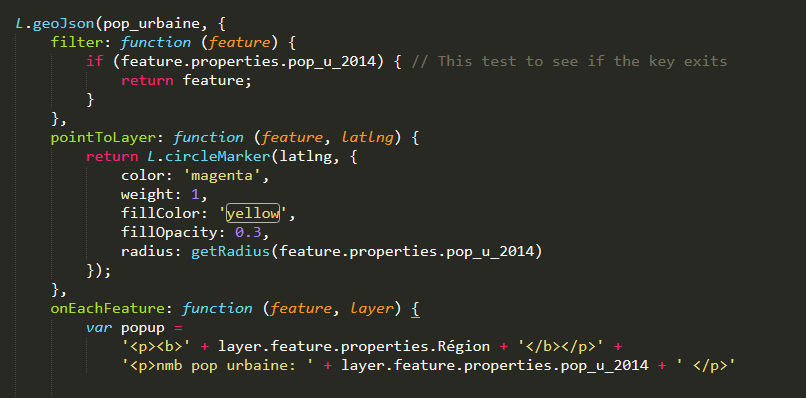 L.geoJson(pop_urbaine, {
    filter: function (feature) {
        if (feature.properties.pop_u_2014) { // This test to see if the key exits
            return feature;
        }
    },
    pointToLayer: function (feature, latlng) {
        return L.circleMarker(latlng, {
            color: 'magenta',
            weight: 1,
            fillColor: 'yellow',
            fillOpacity: 0.3,
            radius: getRadius(feature.properties.pop_u_2014)
        });
    },
    onEachFeature: function (feature, layer) {
        var popup =
            '<p><b>' + layer.feature.properties.Région + '</b></p>' +
            '<p>nmb pop urbaine: ' + layer.feature.properties.pop_u_2014 + ' </p>'